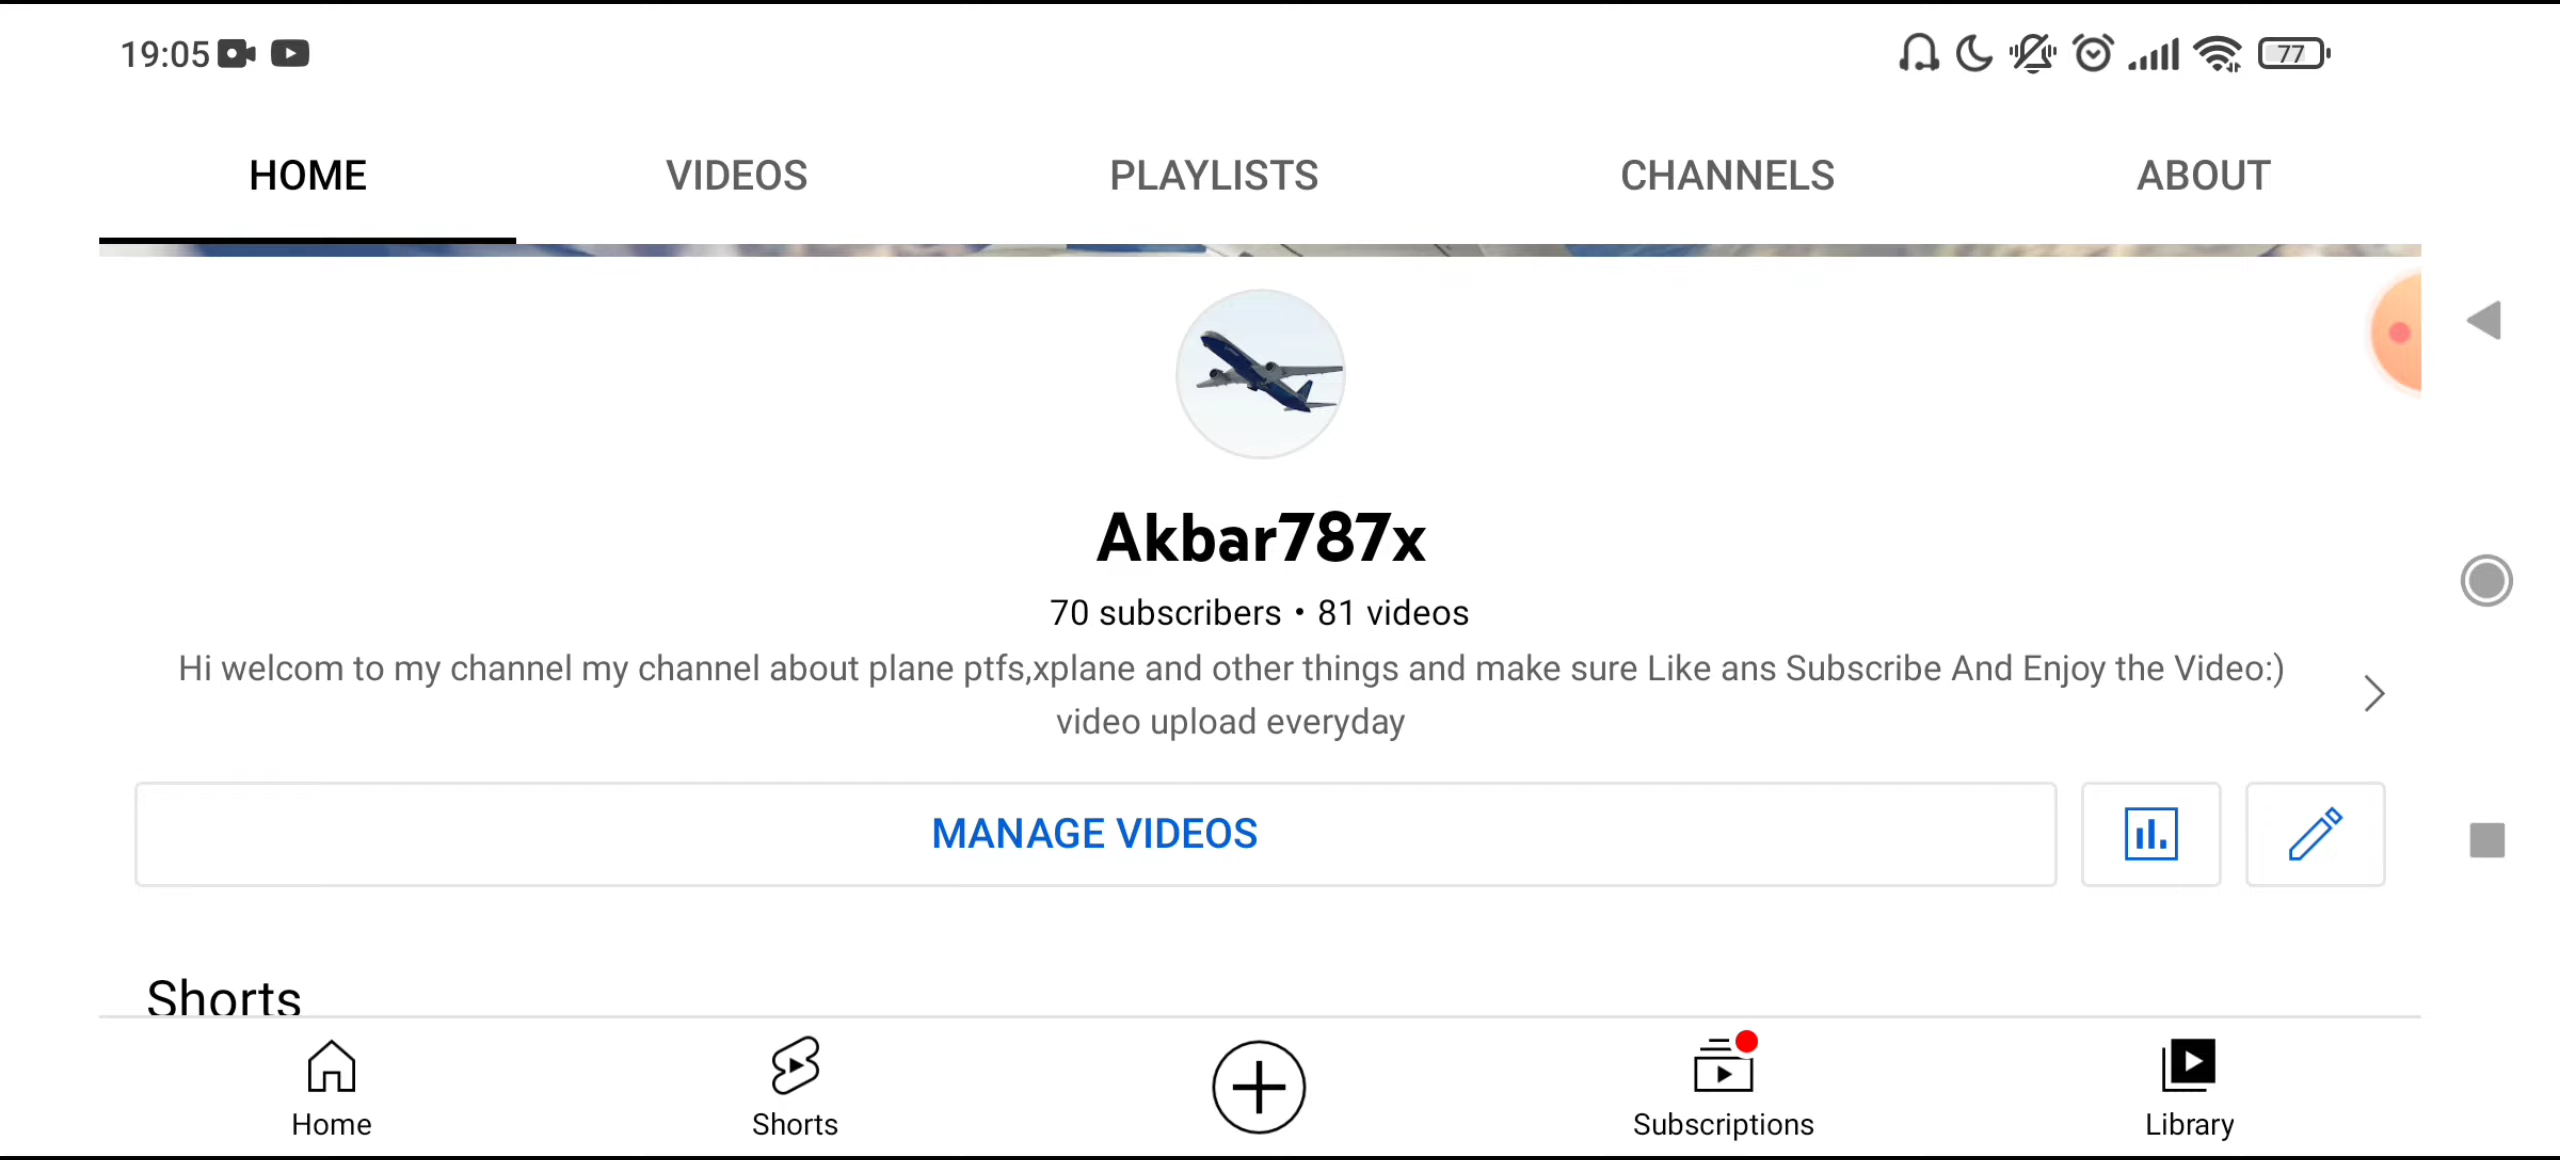 19:05
77
HOME
VIDEOS
PLAYLISTS
CHANNELS
ABOUT
Akbar787x
70 subscribers • 81 videos
Hi welcom to my channel my channel about plane ptfs,xplane and other things and make sure Like ans Subscribe And Enjoy the Video:)
video upload everyday
MANAGE VIDEOS
Shorts
Home
Shorts
Subscriptions
Library